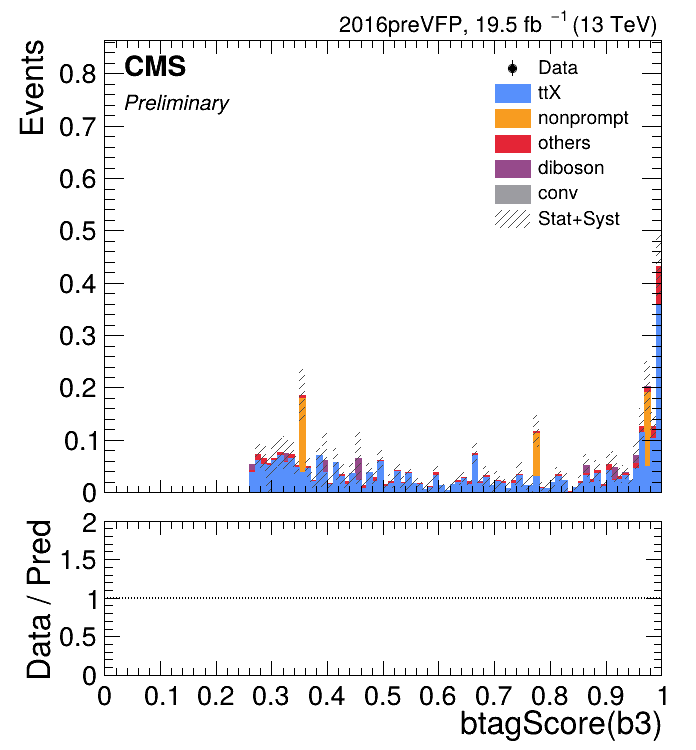 2016preVFP, 19.5 fb⁻¹ (13 TeV)
Events
CMS
Preliminary
Data
ttX
nonprompt
others
diboson
conv
Stat+Syst
0.8
0.7
0.6
0.5
0.4
0.3
0.2
0.1
0
Data / Pred
2
1.5
1
0.5
0
0 0.1 0.2 0.3 0.4 0.5 0.6 0.7 0.8 0.9 1
btagScore(b3)